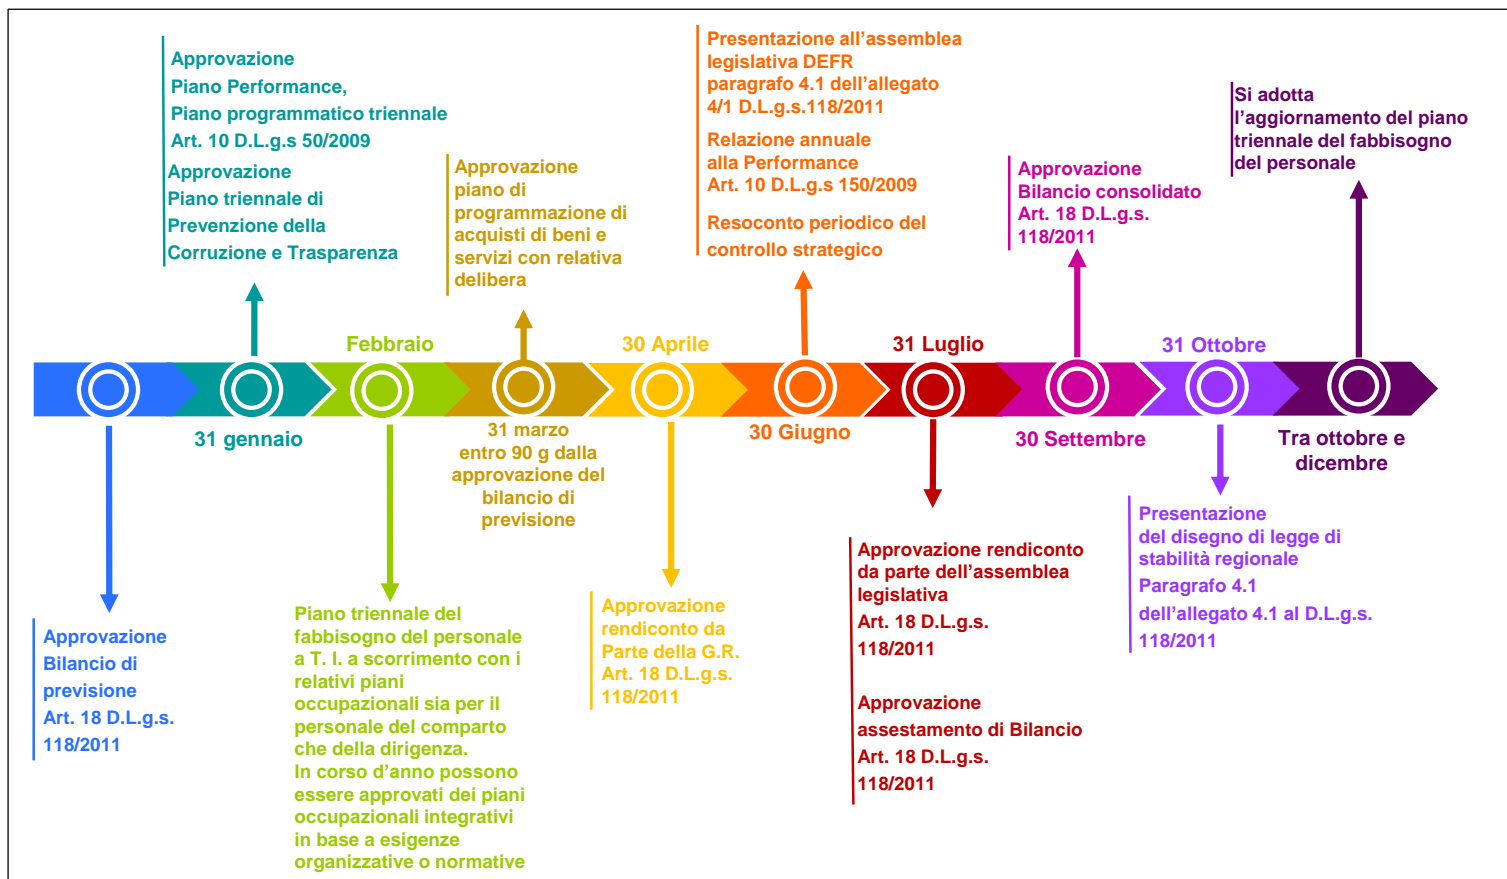 Approvazione
Bilancio di
previsione
Art. 18 D.L.g.s.
118/2011
Approvazione
Piano Performance,
Piano programmatico triennale
Art. 10 D.L.g.s 50/2009
Approvazione
Piano triennale di
Prevenzione della
Corruzione e Trasparenza
31 gennaio
Febbraio
Piano triennale del
fabbisogno del personale
a T. I. a scorrimento con i
relativi piani
occupazionali sia per il
personale del comparto
che della dirigenza.
In corso d'anno possono
essere approvati dei piani
occupazionali integrativi
in base a esigenze
organizzative o normative
Approvazione
piano di
programmazione di
acquisti di beni e
servizi con relativa
delibera
31 marzo
entro 90 g dalla
approvazione del
bilancio di
previsione
30 Aprile
Approvazione
rendiconto da
Parte della G.R.
Art. 18 D.L.g.s.
118/2011
Presentazione all'assemblea
legislativa DEFR
paragrafo 4.1 dell'allegato
4/1 D.L.g.s.118/2011
Relazione annuale
alla Performance
Art. 10 D.L.g.s 150/2009
Resoconto periodico del
controllo strategico
30 Giugno
31 Luglio
Approvazione rendiconto
da parte dell'assemblea
legislativa
Art. 18 D.L.g.s.
118/2011
Approvazione
assestamento di Bilancio
Art. 18 D.L.g.s.
118/2011
Approvazione
Bilancio consolidato
Art. 18 D.L.g.s.
118/2011
30 Settembre
31 Ottobre
Presentazione
del disegno di legge di
stabilità regionale
Paragrafo 4.1
dell'allegato 4.1 al D.L.g.s.
118/2011
Si adotta
l'aggiornamento del piano
triennale del fabbisogno
del personale
Tra ottobre e
dicembre